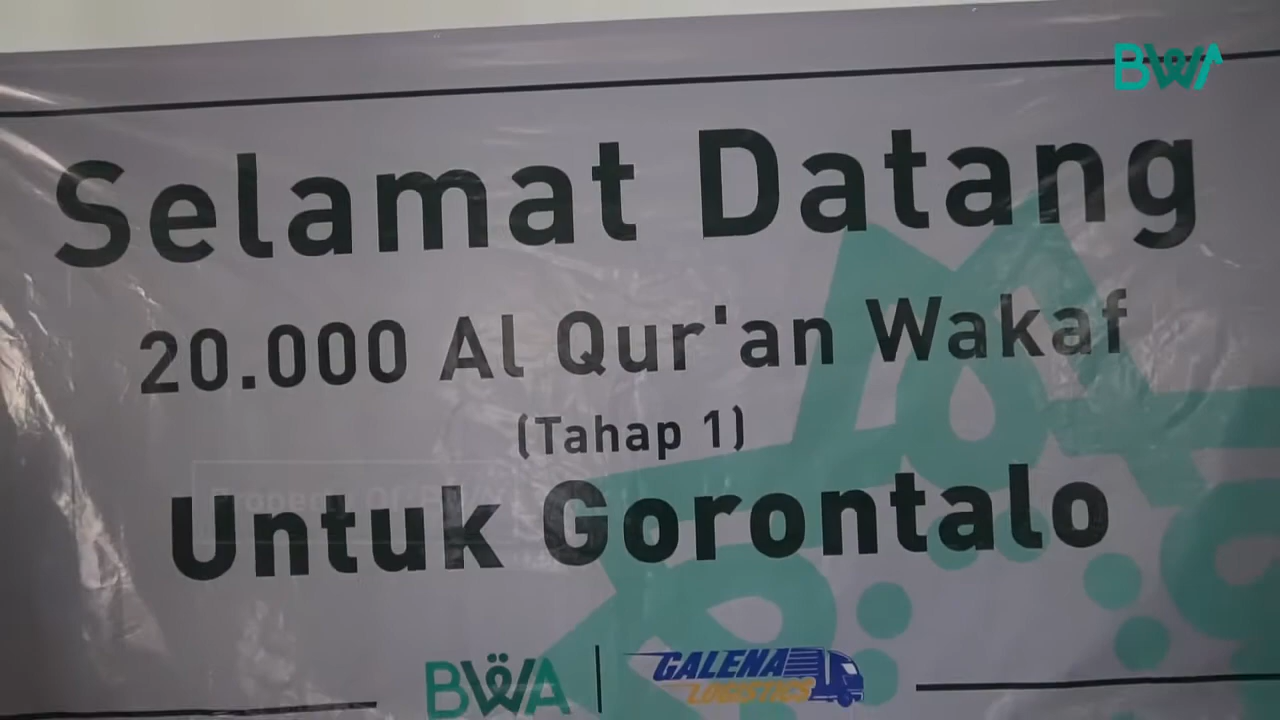 BWA
Selamat Datang
20.000 Al Qur'an Wakaf
(Tahap 1)
Untuk Gorontalo
BWA
GALENA
LOGISTICS